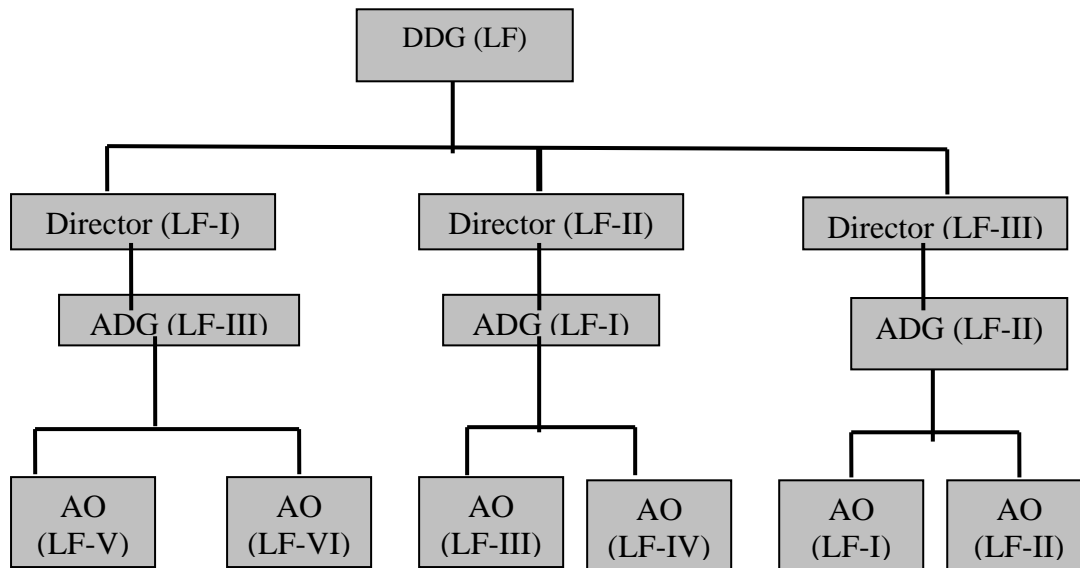 DDG (LF)
Director (LF-I)
Director (LF-II)
Director (LF-III)
ADG (LF-III)
ADG (LF-I)
ADG (LF-II)
AO
(LF-V)
AO
(LF-VI)
AO
(LF-III)
AO
(LF-IV)
AO
(LF-I)
AO
(LF-II)